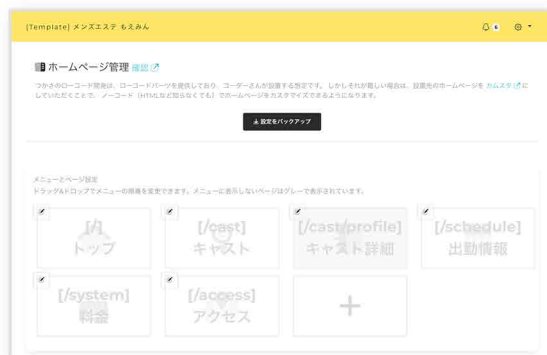 [Template] メンズエステ もえみん
6
ホームページ管理 確認
つかさのローコード開発は、ローコードパーツを提供しており、コーダーさんが設置する想定です。 しかしそれが難しい場合は、設置先のホームページを カムスタ に
していただくことで、ノーコード（HTMLなど知らなくても）でホームページをカスタマイズであるようになります。
設定をバックアップ
メニューとページ設定
ドラッグ&ドロップでメニューの順番を変更できます。メニューに表示しないページはグレーで表示されています。
[/]
トップ
[/cast]
キャスト
[/cast/profile]
キャスト詳細
[/schedule]
出勤情報
[/system]
料金
[/access]
アクセス